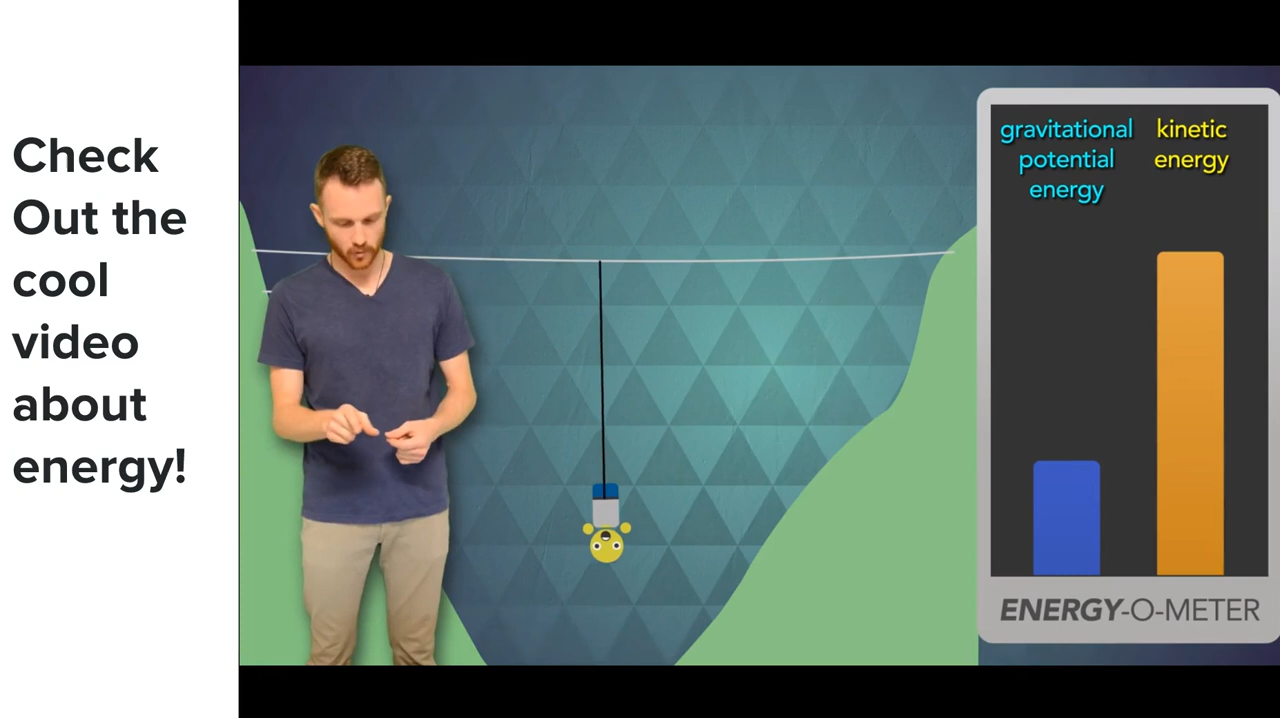 Check
Out the
cool
video
about
energy!
gravitational
potential
energy
kinetic
energy
ENERGY-O-METER